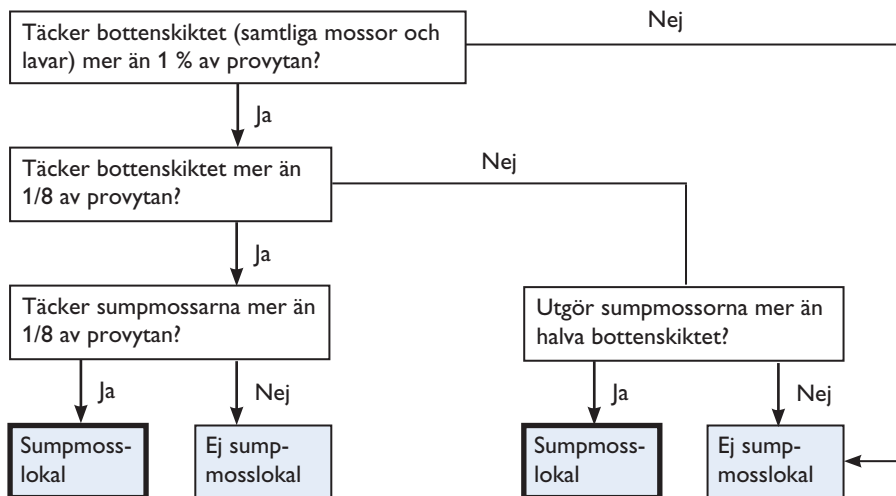 Täcker bottenskiktet (samtliga mossor och
lavar) mer än 1 % av provytan?
Nej
Ja
Täcker bottenskiktet mer än
1/8 av provytan?
Nej
Ja
Täcker sumpmossarna mer än
1/8 av provytan?
Utgör sumpmossorna mer än
halva bottenskiktet?
Ja
Nej
Ja
Nej
Sumpmoss-
lokal
Ej sump-
mosslokal
Sumpmoss-
lokal
Ej sump-
mosslokal